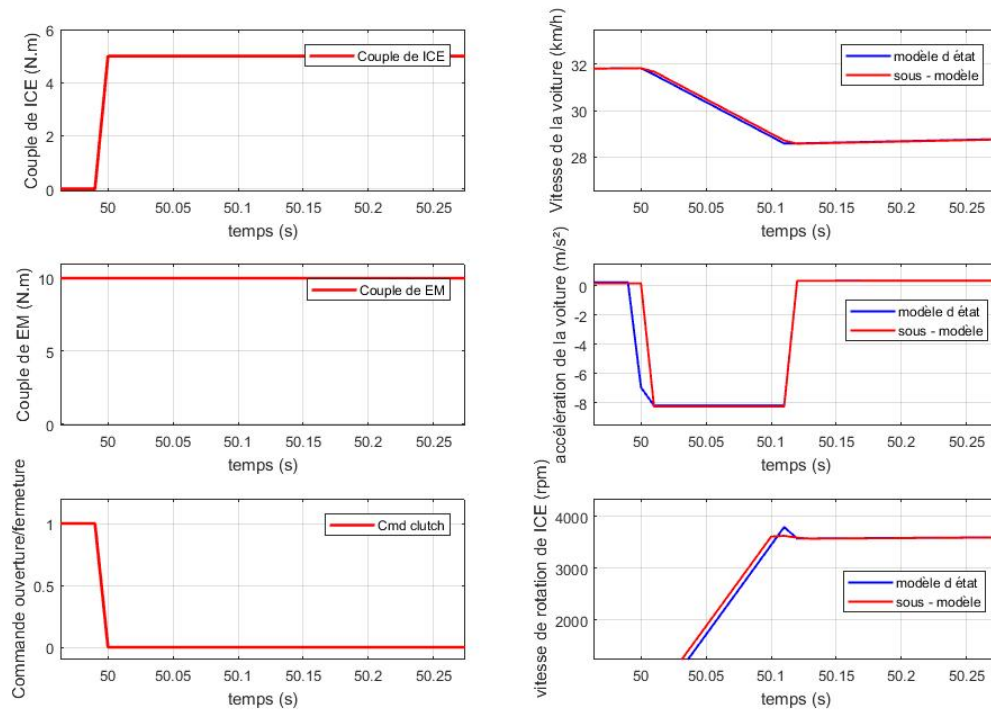 Couple de ICE (N.m)
6
4
2
0
Couple de ICE
50
50.05
50.1
50.15
50.2
50.25
temps (s)
Vitesse de la voiture (km/h)
32
30
28
modèle d état
sous - modèle
50
50.05
50.1
50.15
50.2
50.25
temps (s)
Couple de EM (N.m)
10
5
0
Couple de EM
50
50.05
50.1
50.15
50.2
50.25
temps (s)
accélération de la voiture (m/s²)
0
-2
-4
-6
-8
modèle d état
sous - modèle
50
50.05
50.1
50.15
50.2
50.25
temps (s)
Commande ouverture/fermeture
1
0.5
0
Cmd clutch
50
50.05
50.1
50.15
50.2
50.25
temps (s)
vitesse de rotation de ICE (rpm)
4000
3000
2000
modèle d état
sous - modèle
50
50.05
50.1
50.15
50.2
50.25
temps (s)